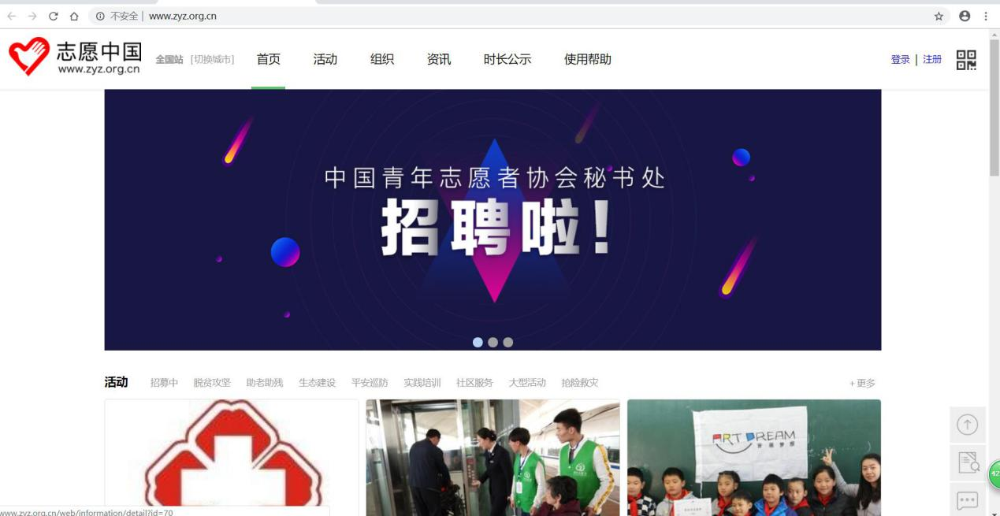 不安全 | www.zyz.org.cn
志愿中国
www.zyz.org.cn
全国站 [切换城市] 首页 活动 组织 资讯 时长公示 使用帮助 登录 | 注册
中国青年志愿者协会秘书处
招聘啦!
活动 招募中 脱贫攻坚 助老助残 生态建设 平安巡防 实践培训 社区服务 大型活动 抢险救灾 + 更多
ART DREAM
42
www.zyz.org.cn/web/information/detail?id=70